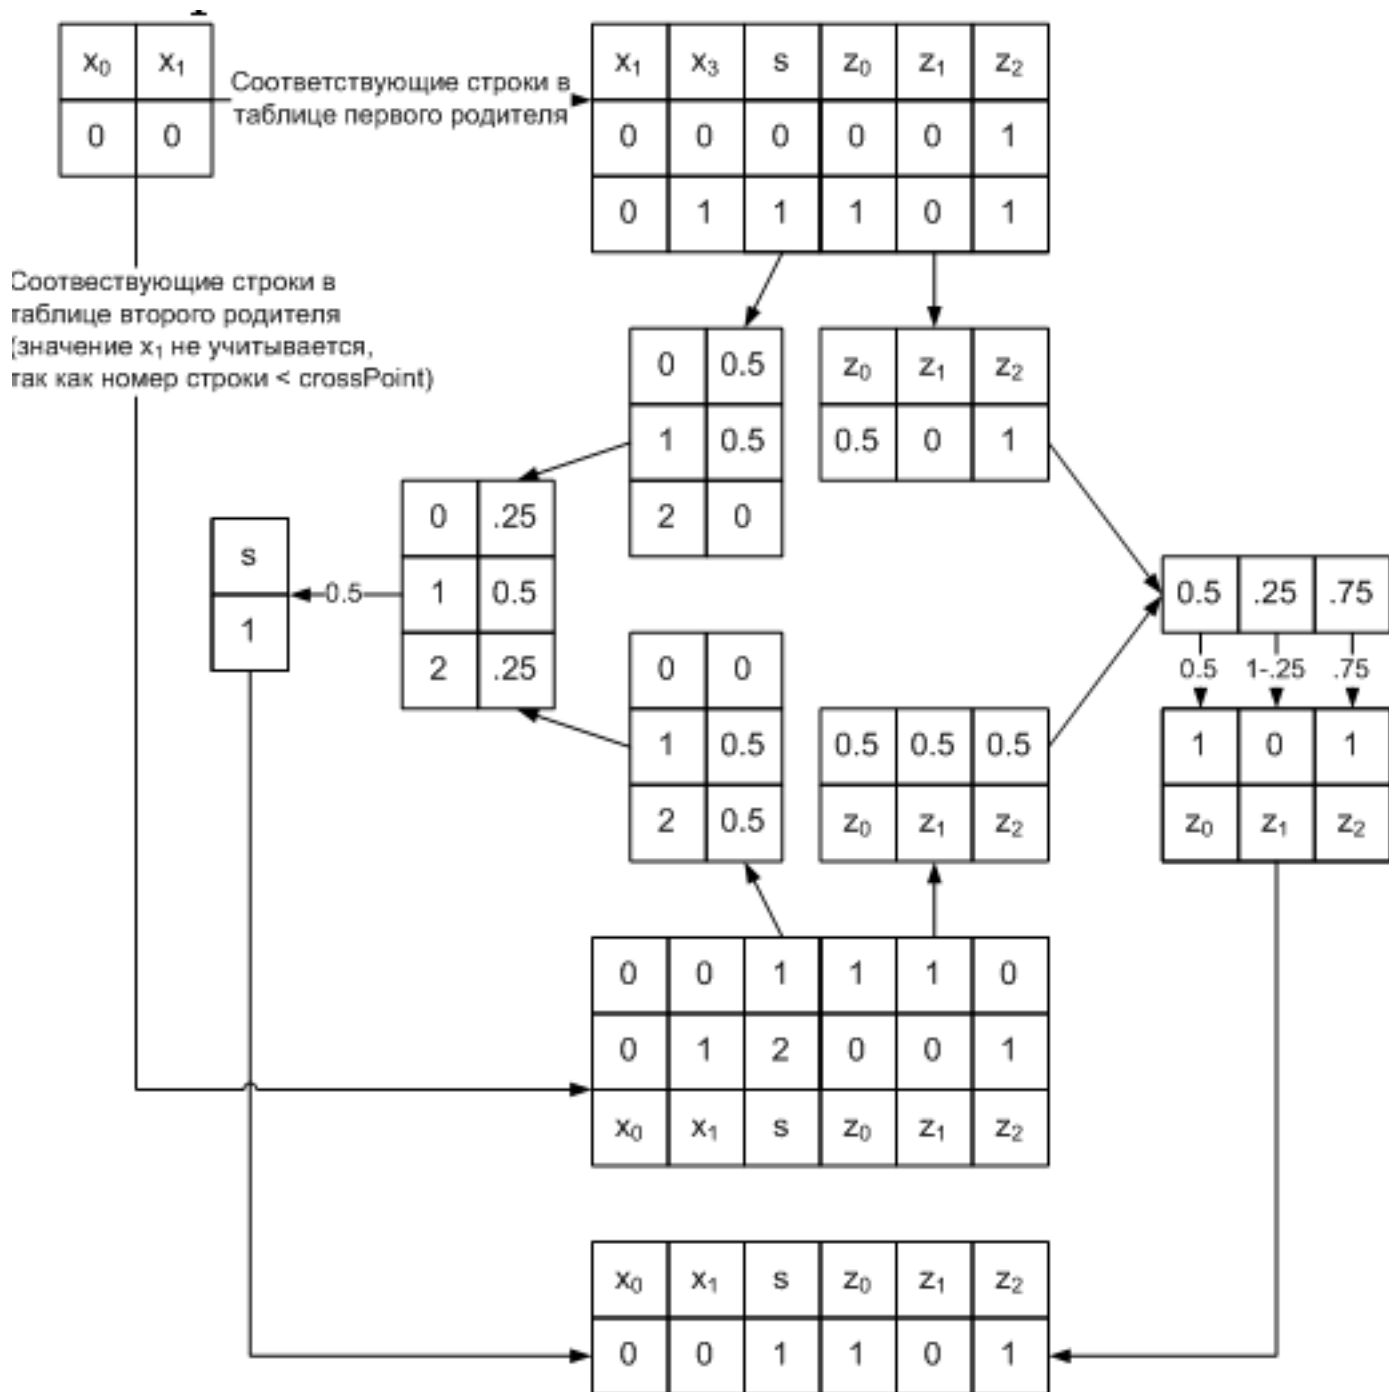 x₀ x₁
0 0
Соответствующие строки в
таблице первого родителя
x₁ x₃ s z₀ z₁ z₂
0 0 0 0 0 1
0 1 1 1 0 1
Соотвествующие строки в
таблице второго родителя
(значение x₁ не учитывается,
так как номер строки < crossPoint)
0 0.5
1 0.5
2 0
z₀ z₁ z₂
0.5 0 1
0 .25
1 0.5
2 .25
0.5
s
1
0.5 .25 .75
0.5 1-.25 .75
1 0 1
z₀ z₁ z₂
0 0
1 0.5
2 0.5
0.5 0.5 0.5
z₀ z₁ z₂
0 0 1 1 1 0
0 1 2 0 0 1
x₀ x₁ s z₀ z₁ z₂
x₀ x₁ s z₀ z₁ z₂
0 0 1 1 0 1